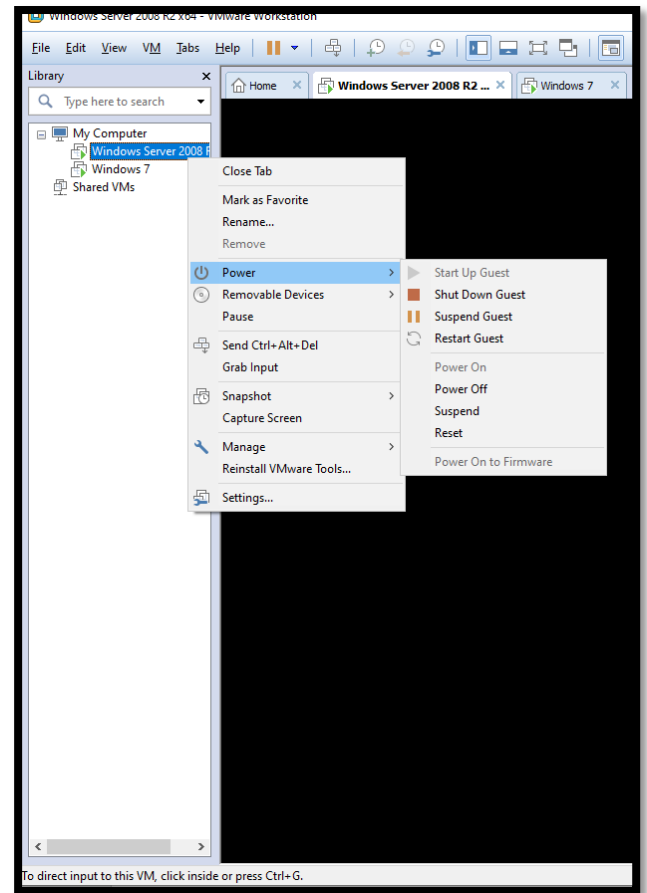 Windows Server 2008 R2 x64 - VMware Workstation
File Edit View VM Tabs Help
Library x
Type here to search
Home × Windows Server 2008 R2 ... × Windows 7 ×
My Computer
Windows Server 2008 R
Windows 7
Shared VMs
Close Tab
Mark as Favorite
Rename...
Remove
Power >
Removable Devices >
Pause
Send Ctrl+Alt+Del
Grab Input
Snapshot >
Capture Screen
Manage >
Reinstall VMware Tools...
Settings...
Start Up Guest
Shut Down Guest
Suspend Guest
Restart Guest
Power On
Power Off
Suspend
Reset
Power On to Firmware
To direct input to this VM, click inside or press Ctrl+G.